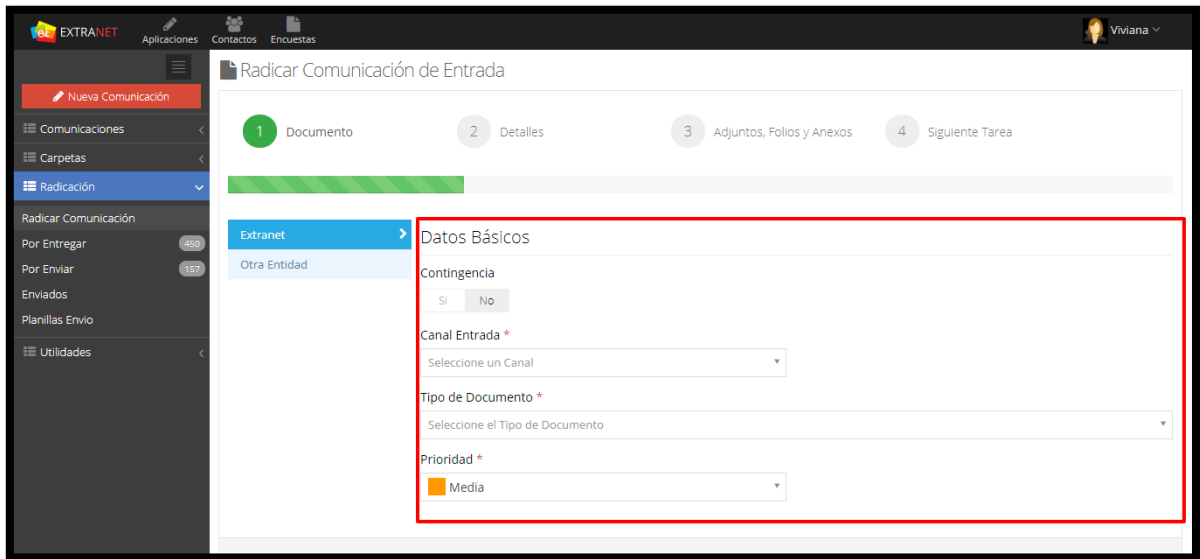 EXTRANET
Aplicaciones
Contactos
Encuestas
Viviana
Nueva Comunicación
Comunicaciones
Carpetas
Radicación
Radicar Comunicación
Por Entregar 450
Por Enviar 157
Enviados
Planillas Envio
Utilidades
Radicar Comunicación de Entrada
1 Documento
2 Detalles
3 Adjuntos, Folios y Anexos
4 Siguiente Tarea
Extranet
Otra Entidad
Datos Básicos
Contingencia
Si No
Canal Entrada *
Seleccione un Canal
Tipo de Documento *
Seleccione el Tipo de Documento
Prioridad *
Media